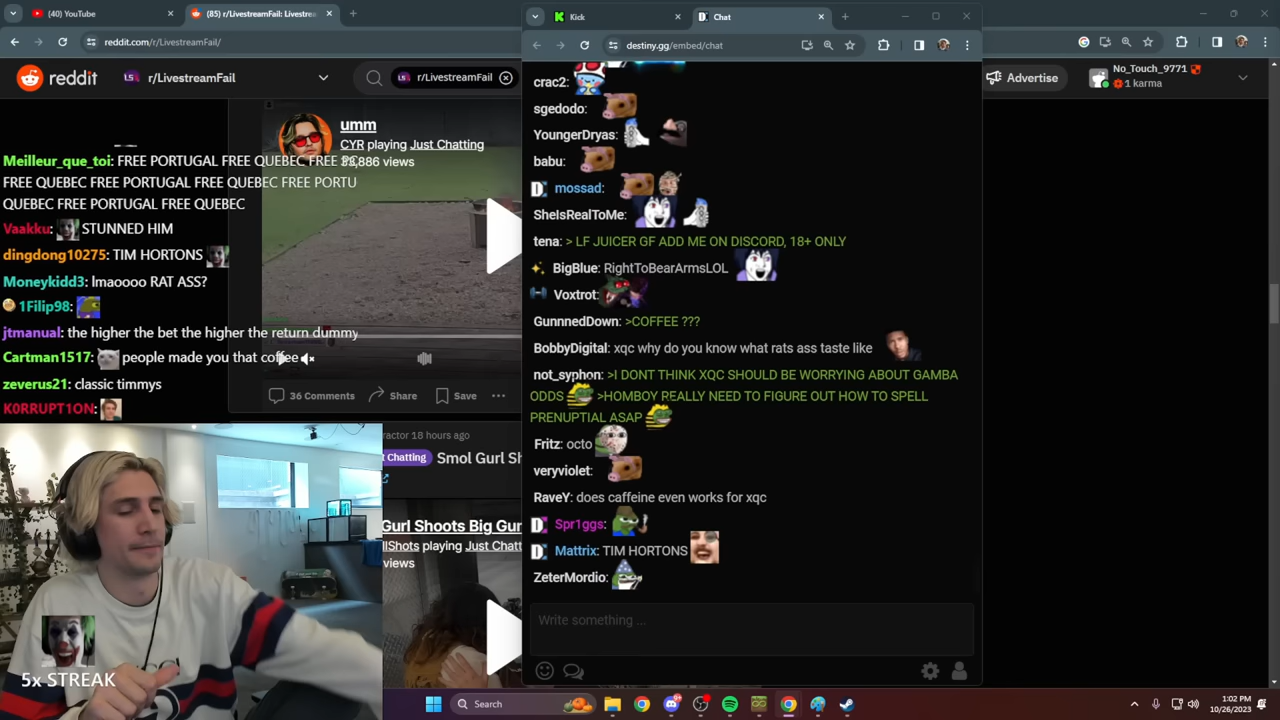 (40) YouTube
(85) r/LivestreamFail: Livestre
Kick
Chat
reddit.com/r/LivestreamFail/
destiny.gg/embed/chat
reddit
r/LivestreamFail
r/LivestreamFail
Advertise
No_Touch_9771
1 karma
umm
CYR playing Just Chatting
views
Meilleur_que_toi: FREE PORTUGAL FREE QUEBEC FREE
FREE QUEBEC FREE PORTUGAL FREE QUEBEC FREE PORTU
QUEBEC FREE PORTUGAL FREE QUEBEC
Vaakku: STUNNED HIM
dingdong10275: TIM HORTONS
Moneykidd3: lmaoooo RAT ASS?
1Filip98:
jtmanual: the higher the bet the higher the return dummy
Cartman1517: people made you that coffee
zeverus21: classic timmys
K0RRUPT1ON:
36 Comments
Share
Save
ractor 18 hours ago
t Chatting Smol Gurl Sh
Gurl Shoots Big Gur
llShots playing Just Chatt
views
5x STREAK
crac2:
sgedodo:
YoungerDryas:
babu:
mossad:
SheIsRealToMe:
tena: > LF JUICER GF ADD ME ON DISCORD, 18+ ONLY
BigBlue: RightToBearArmsLOL
Voxtrot:
GunnnedDown: >COFFEE ???
BobbyDigital: xqc why do you know what rats ass taste like
not_syphon: >I DONT THINK XQC SHOULD BE WORRYING ABOUT GAMBA
ODDS >HOMBOY REALLY NEED TO FIGURE OUT HOW TO SPELL
PRENUPTIAL ASAP
Fritz: octo
veryviolet:
RaveY: does caffeine even works for xqc
Spr1ggs:
Mattrix: TIM HORTONS
ZeterMordio:
Write something ...
Search
1:02 PM
10/26/2023